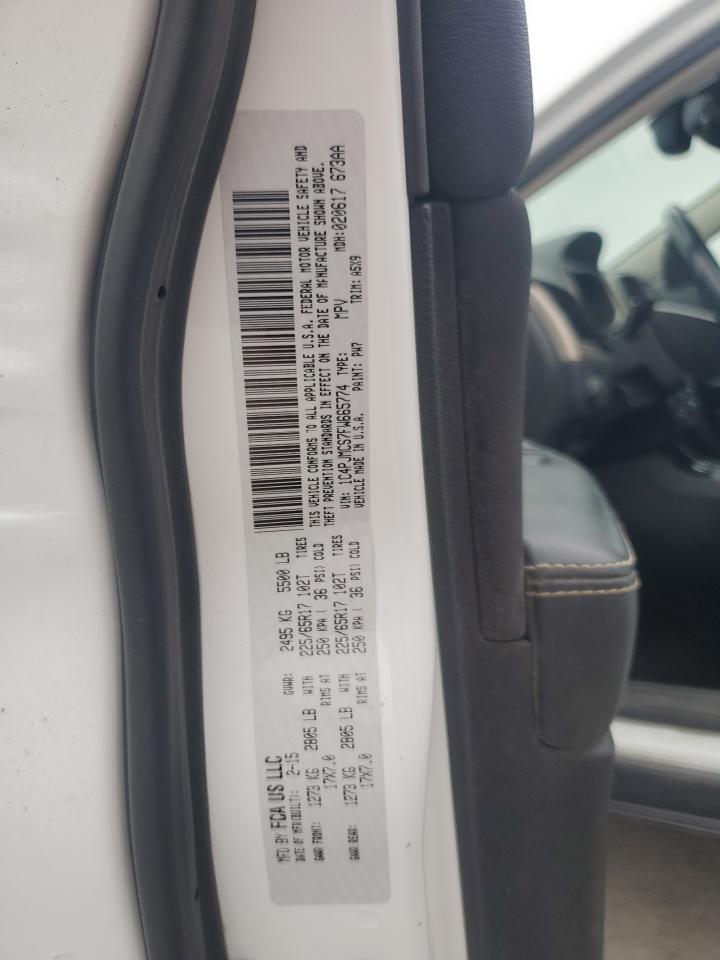 MFD BY FCA US LLC
DATE OF MFR(BUILT): 2-15 GVWR: 2495 KG 5500 LB
GAWR FRONT: 1273 KG 2805 LB WITH 225/65R17 102T TIRES
17X7.0 RIMS AT 250 KPA ( 36 PSI) COLD
GAWR REAR: 1273 KG 2805 LB WITH 225/65R17 102T TIRES
17X7.0 RIMS AT 250 KPA ( 36 PSI) COLD
THIS VEHICLE CONFORMS TO ALL APPLICABLE U.S.A. FEDERAL MOTOR VEHICLE SAFETY AND
THEFT PREVENTION STANDARDS IN EFFECT ON THE DATE OF MANUFACTURE SHOWN ABOVE.
VIN: 1C4PJMCS7FW665774 TYPE: MPV MDH:020617 673AA
VEHICLE MADE IN U.S.A. PAINT: PW7 TRIM: A5X9